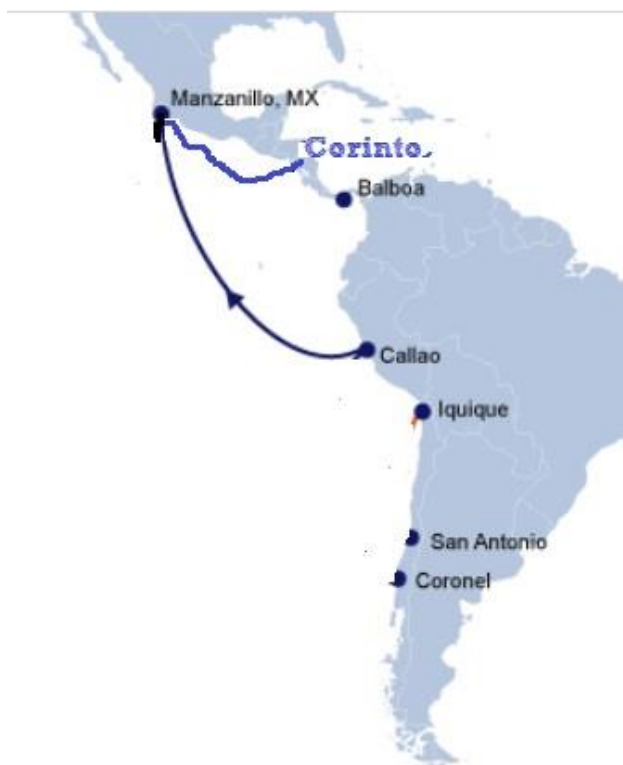 Manzanillo, MX
Corinto.
Balboa
Callao
Iquique
San Antonio
Coronel